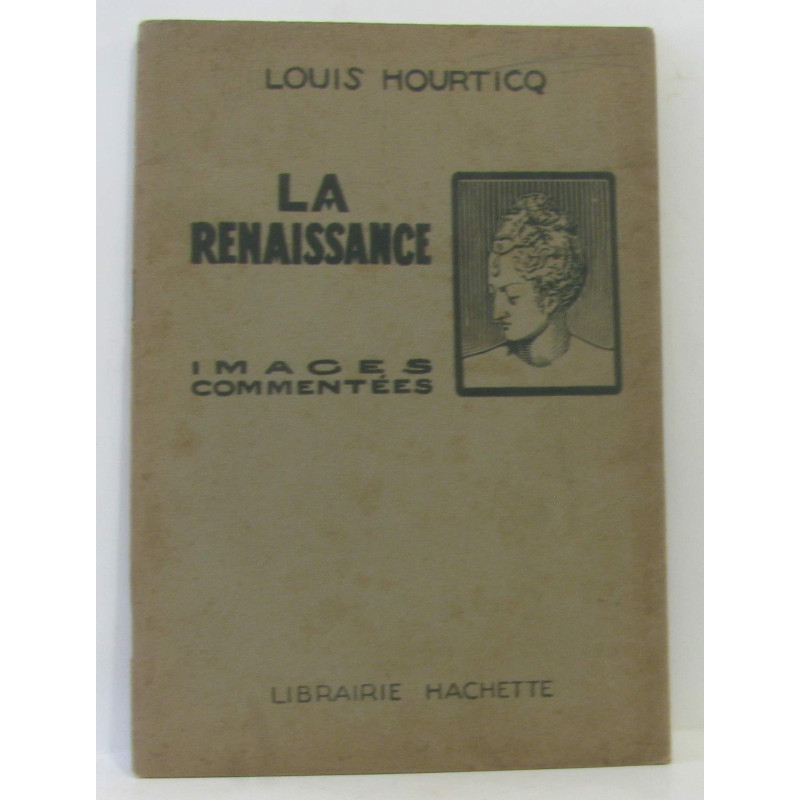 LOUIS HOURTICQ
LA
RENAISSANCE
IMAGES
COMMENTÉES
LIBRAIRIE HACHETTE